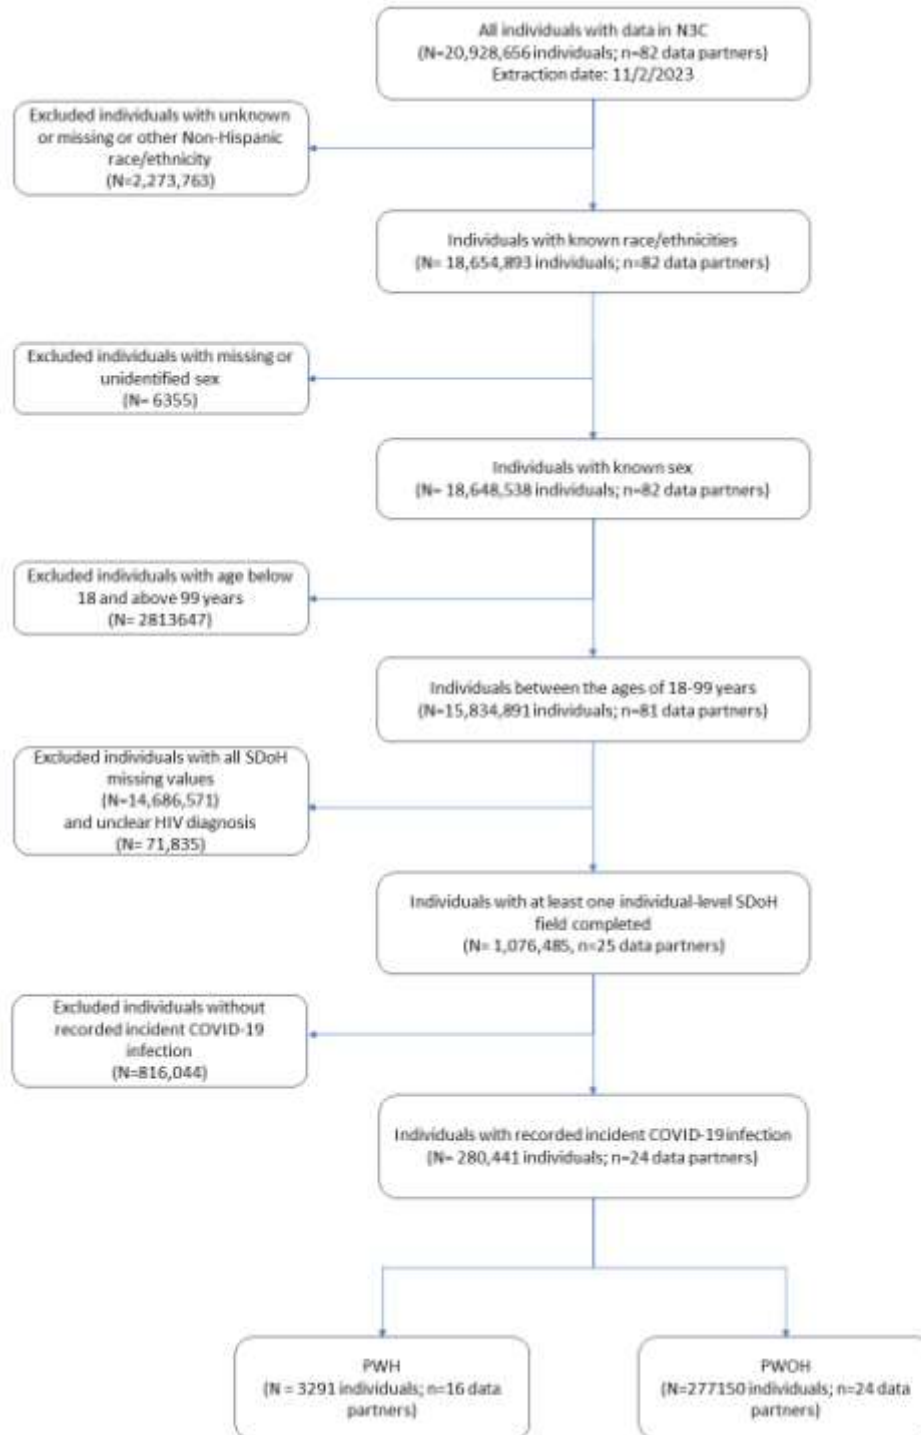 All individuals with data in N3C
(N=20,928,656 individuals; n=82 data partners)
Extraction date: 11/2/2023
Excluded individuals with unknown
or missing or other Non-Hispanic
race/ethnicity
(N=2,273,763)
Individuals with known race/ethnicities
(N= 18,654,893 individuals; n=82 data partners)
Excluded individuals with missing or
unidentified sex
(N= 6355)
Individuals with known sex
(N= 18,648,538 individuals; n=82 data partners)
Excluded individuals with age below
18 and above 99 years
(N= 2813647)
Individuals between the ages of 18-99 years
(N=15,834,891 individuals; n=81 data partners)
Excluded individuals with all SDoH
missing values
(N=14,686,571)
and unclear HIV diagnosis
(N= 71,835)
Individuals with at least one individual-level SDoH
field completed
(N= 1,076,485, n=25 data partners)
Excluded individuals without
recorded incident COVID-19
infection
(N=816,044)
Individuals with recorded incident COVID-19 infection
(N= 280,441 individuals; n=24 data partners)
PWH
(N = 3291 individuals; n=16 data
partners)
PWOH
(N=277150 individuals; n=24 data
partners)